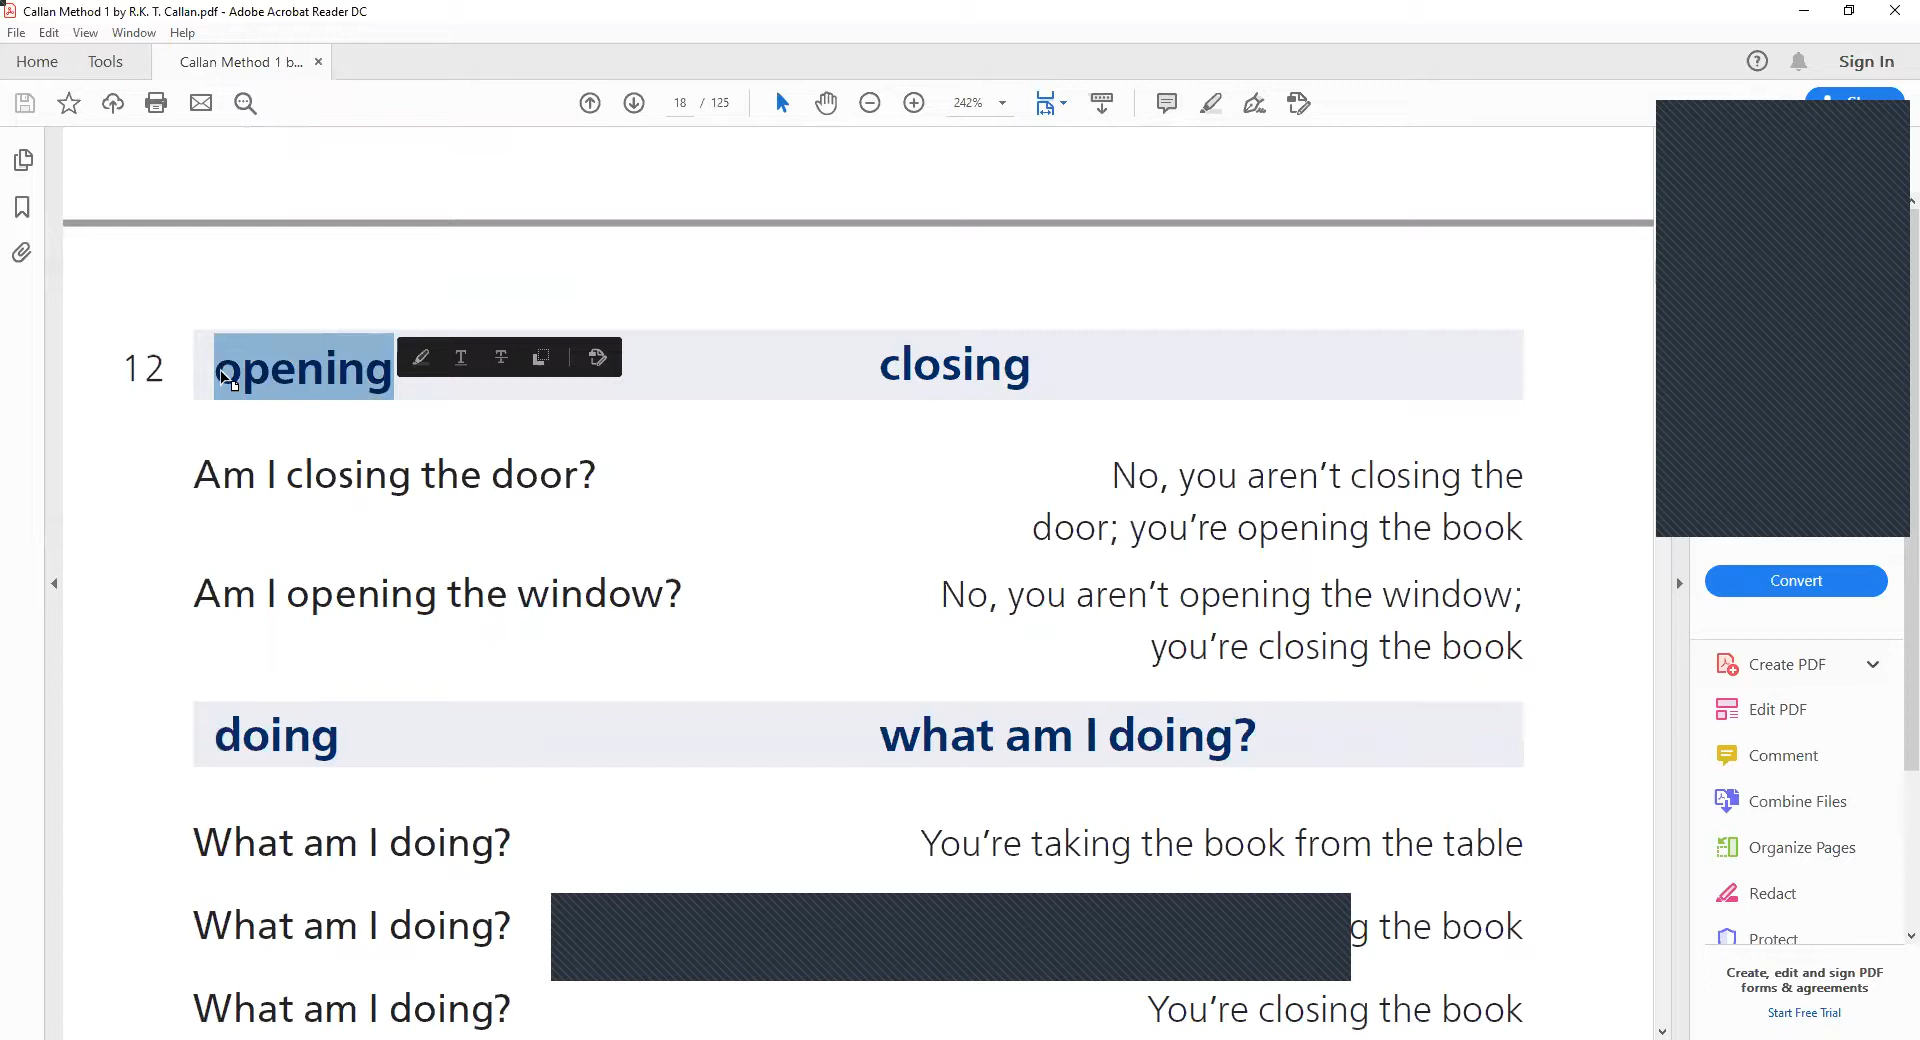 Callan Method 1 by R.K. T. Callan.pdf - Adobe Acrobat Reader DC
File Edit View Window Help
Home Tools Callan Method 1 b... Sign In
18 / 125 242%
12 opening closing
Am I closing the door? No, you aren't closing the
door; you're opening the book
Am I opening the window? No, you aren't opening the window;
you're closing the book
doing what am I doing?
What am I doing? You're taking the book from the table
What am I doing? g the book
What am I doing? You're closing the book
Convert
Create PDF
Edit PDF
Comment
Combine Files
Organize Pages
Redact
Protect
Create, edit and sign PDF
forms & agreements
Start Free Trial